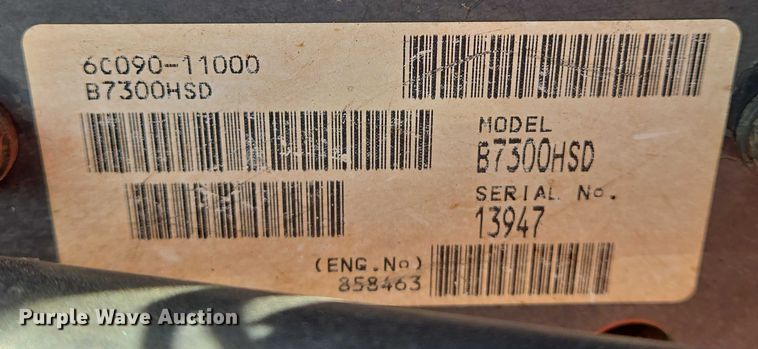 6C090-11000
B7300HSD
MODEL
B7300HSD
SERIAL No.
13947
(ENG.No)
858463
Purple Wave Auction